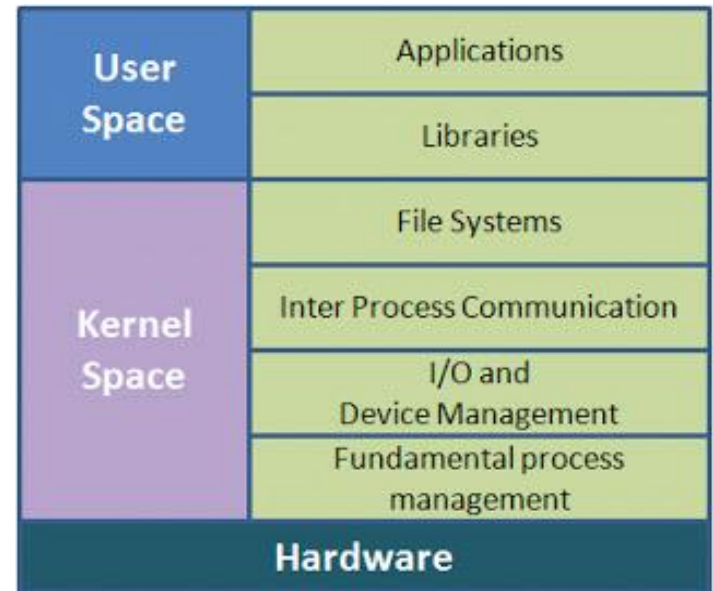 User
Space
Applications
Libraries
Kernel
Space
File Systems
Inter Process Communication
I/O and
Device Management
Fundamental process
management
Hardware